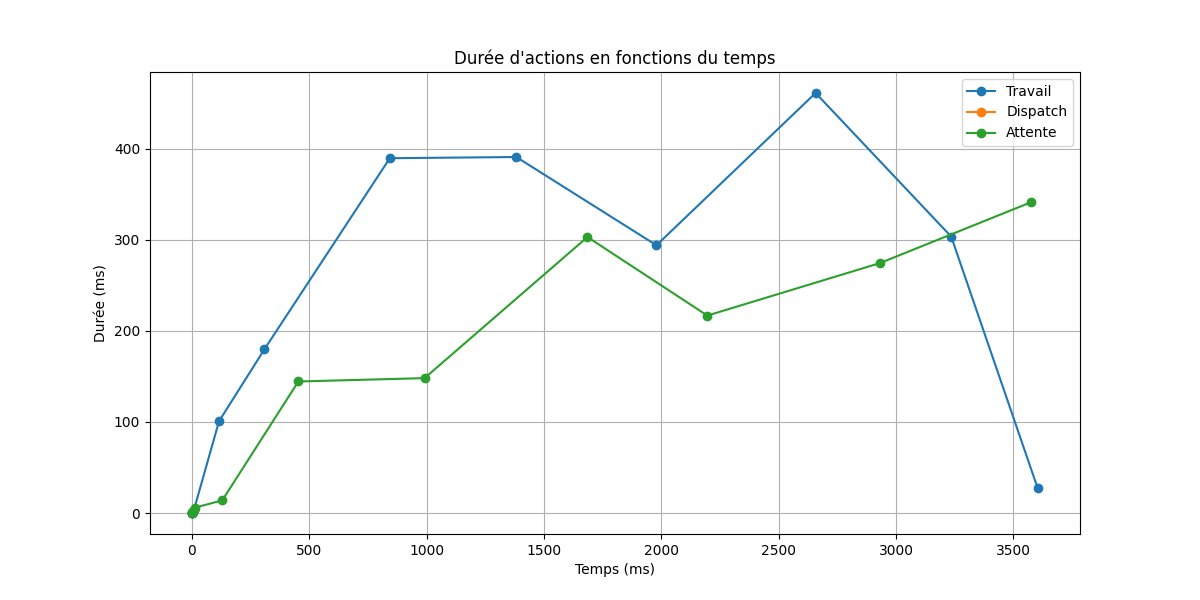 Durée d'actions en fonctions du temps
Travail
Dispatch
Attente
Durée (ms)
400
300
200
100
0
0 500 1000 1500 2000 2500 3000 3500
Temps (ms)